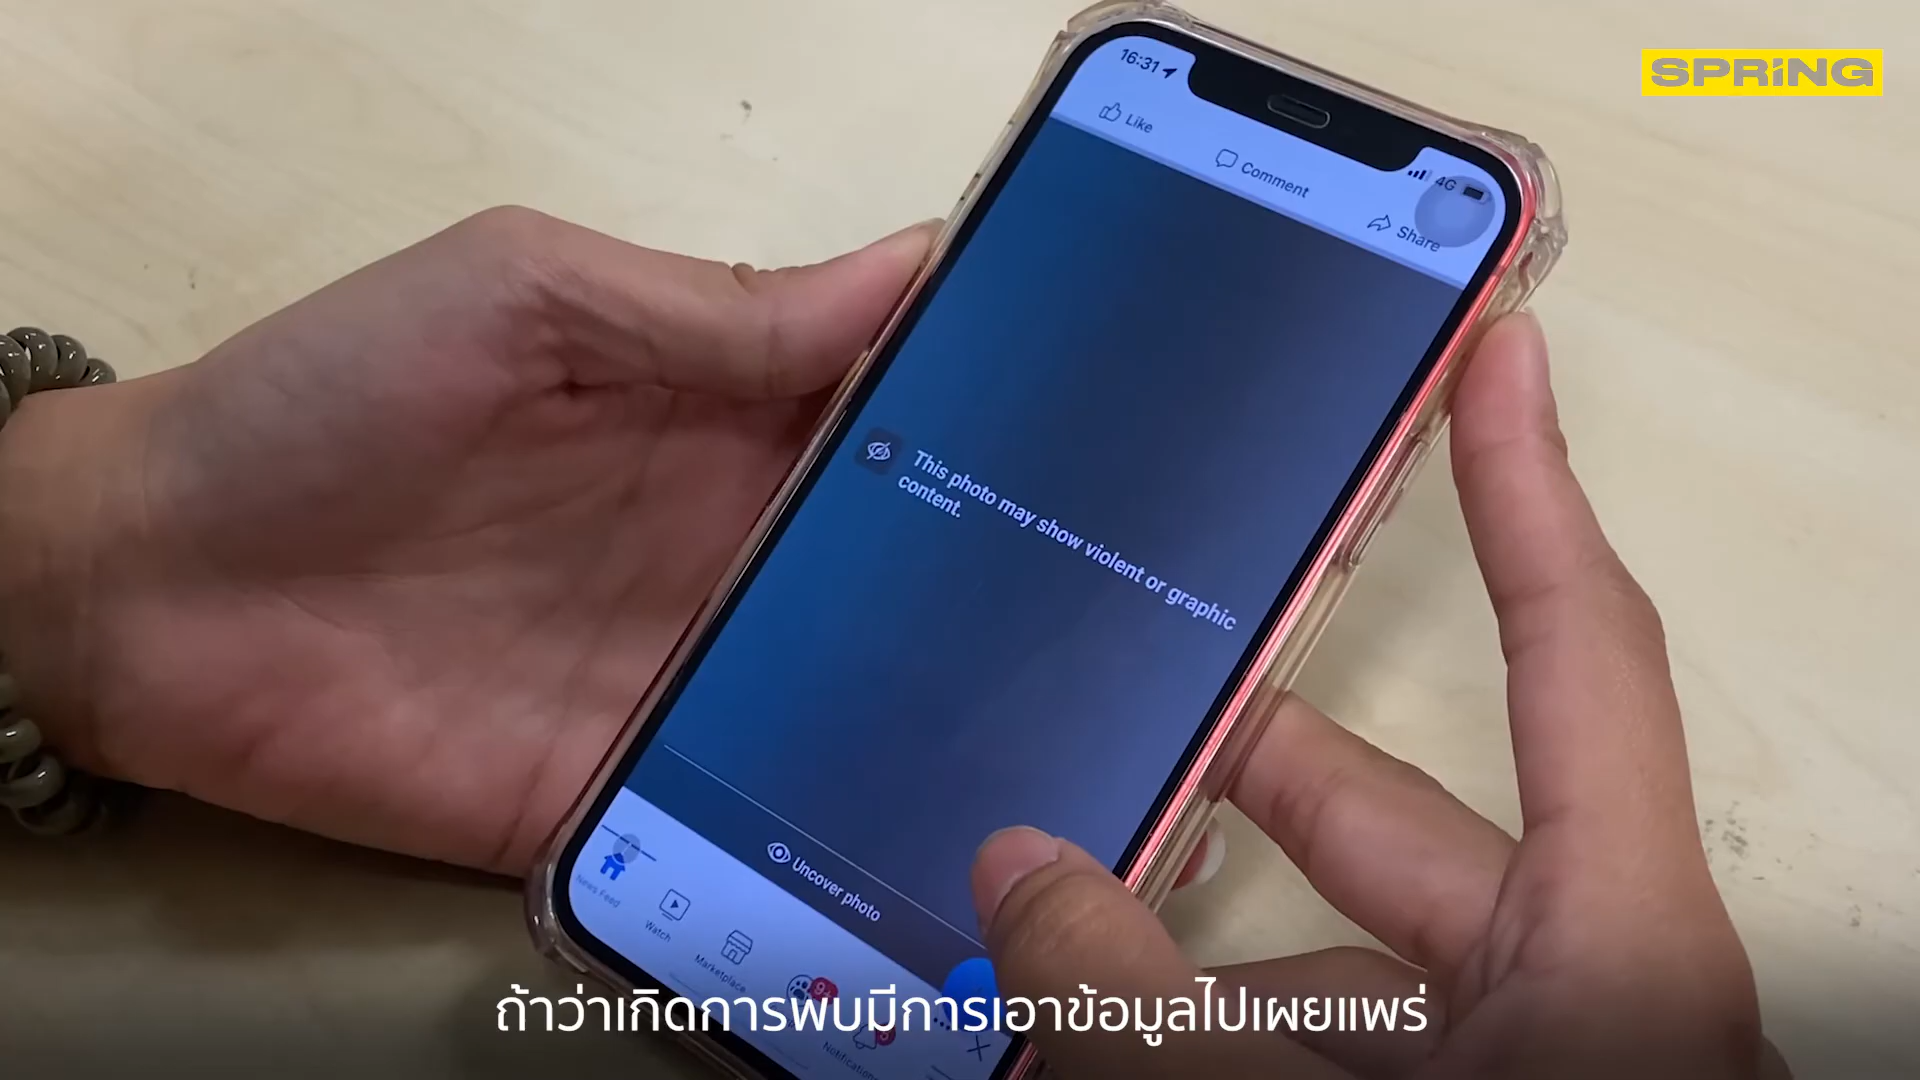 SPRiNG
16:31
4G
Like
Comment
Share
This photo may show violent or graphic
content.
Uncover photo
News Feed
Watch
Marketplace
9+
Notifications
ถ้าว่าเกิดการพบมีการเอาข้อมูลไปเผยแพร่